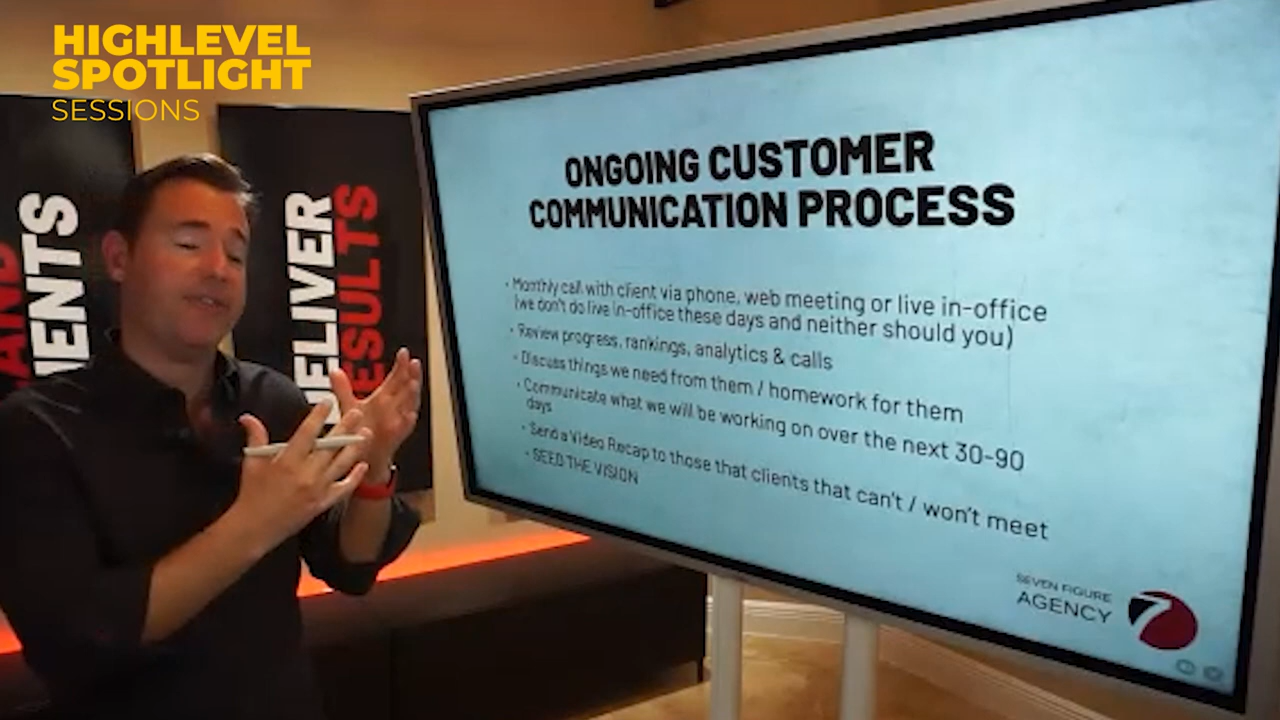 HIGHLEVEL
SPOTLIGHT
SESSIONS
AND
IENTS
DELIVER
RESULTS
ONGOING CUSTOMER
COMMUNICATION PROCESS
• Monthly call with client via phone, web meeting or live in-office
(we don't do live in-office these days and neither should you)
• Review progress, rankings, analytics & calls
• Discuss things we need from them / homework for them
• Communicate what we will be working on over the next 30-90
days
• Send a Video Recap to those that clients that can't / won't meet
• SEED THE VISION
SEVEN FIGURE
AGENCY
7